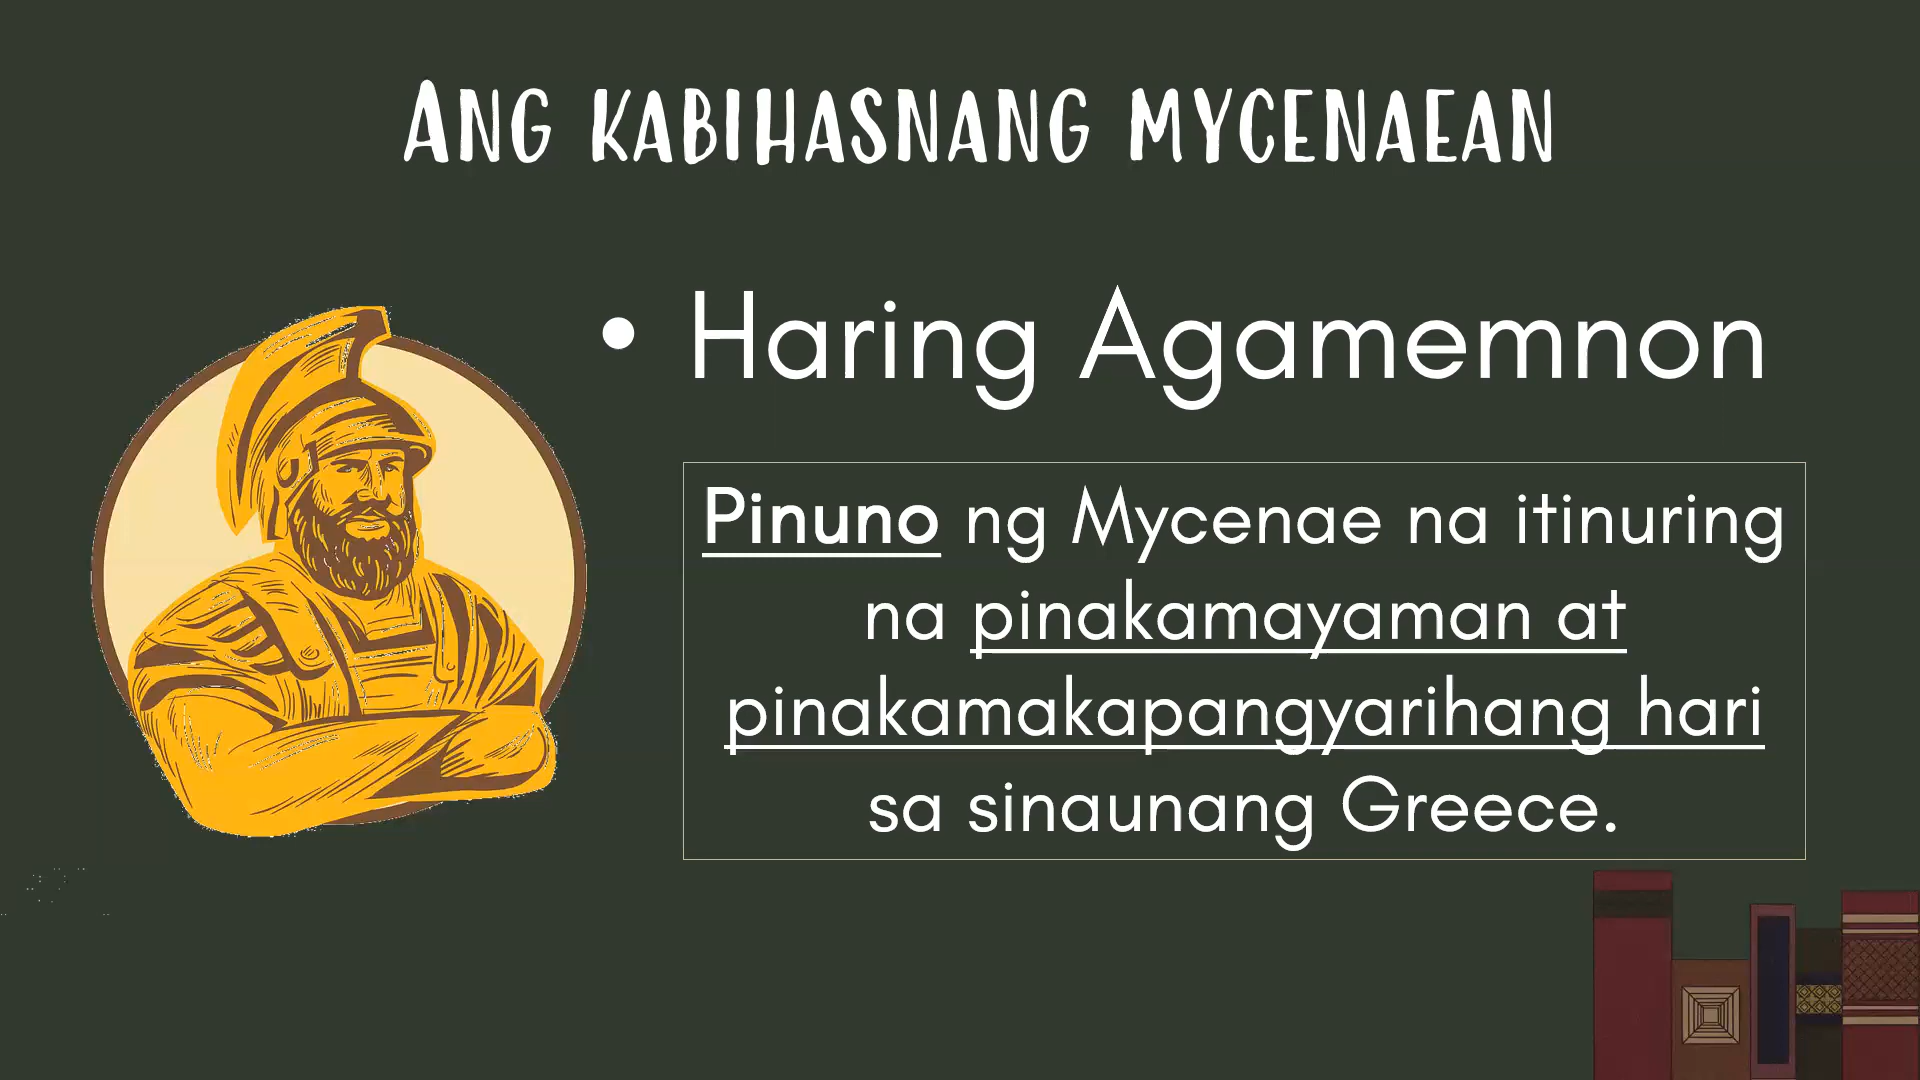 ANG KABIHASNANG MYCENAEAN
• Haring Agamemnon
Pinuno ng Mycenae na itinuring
na pinakamayaman at
pinakamakapangyarihang hari
sa sinaunang Greece.